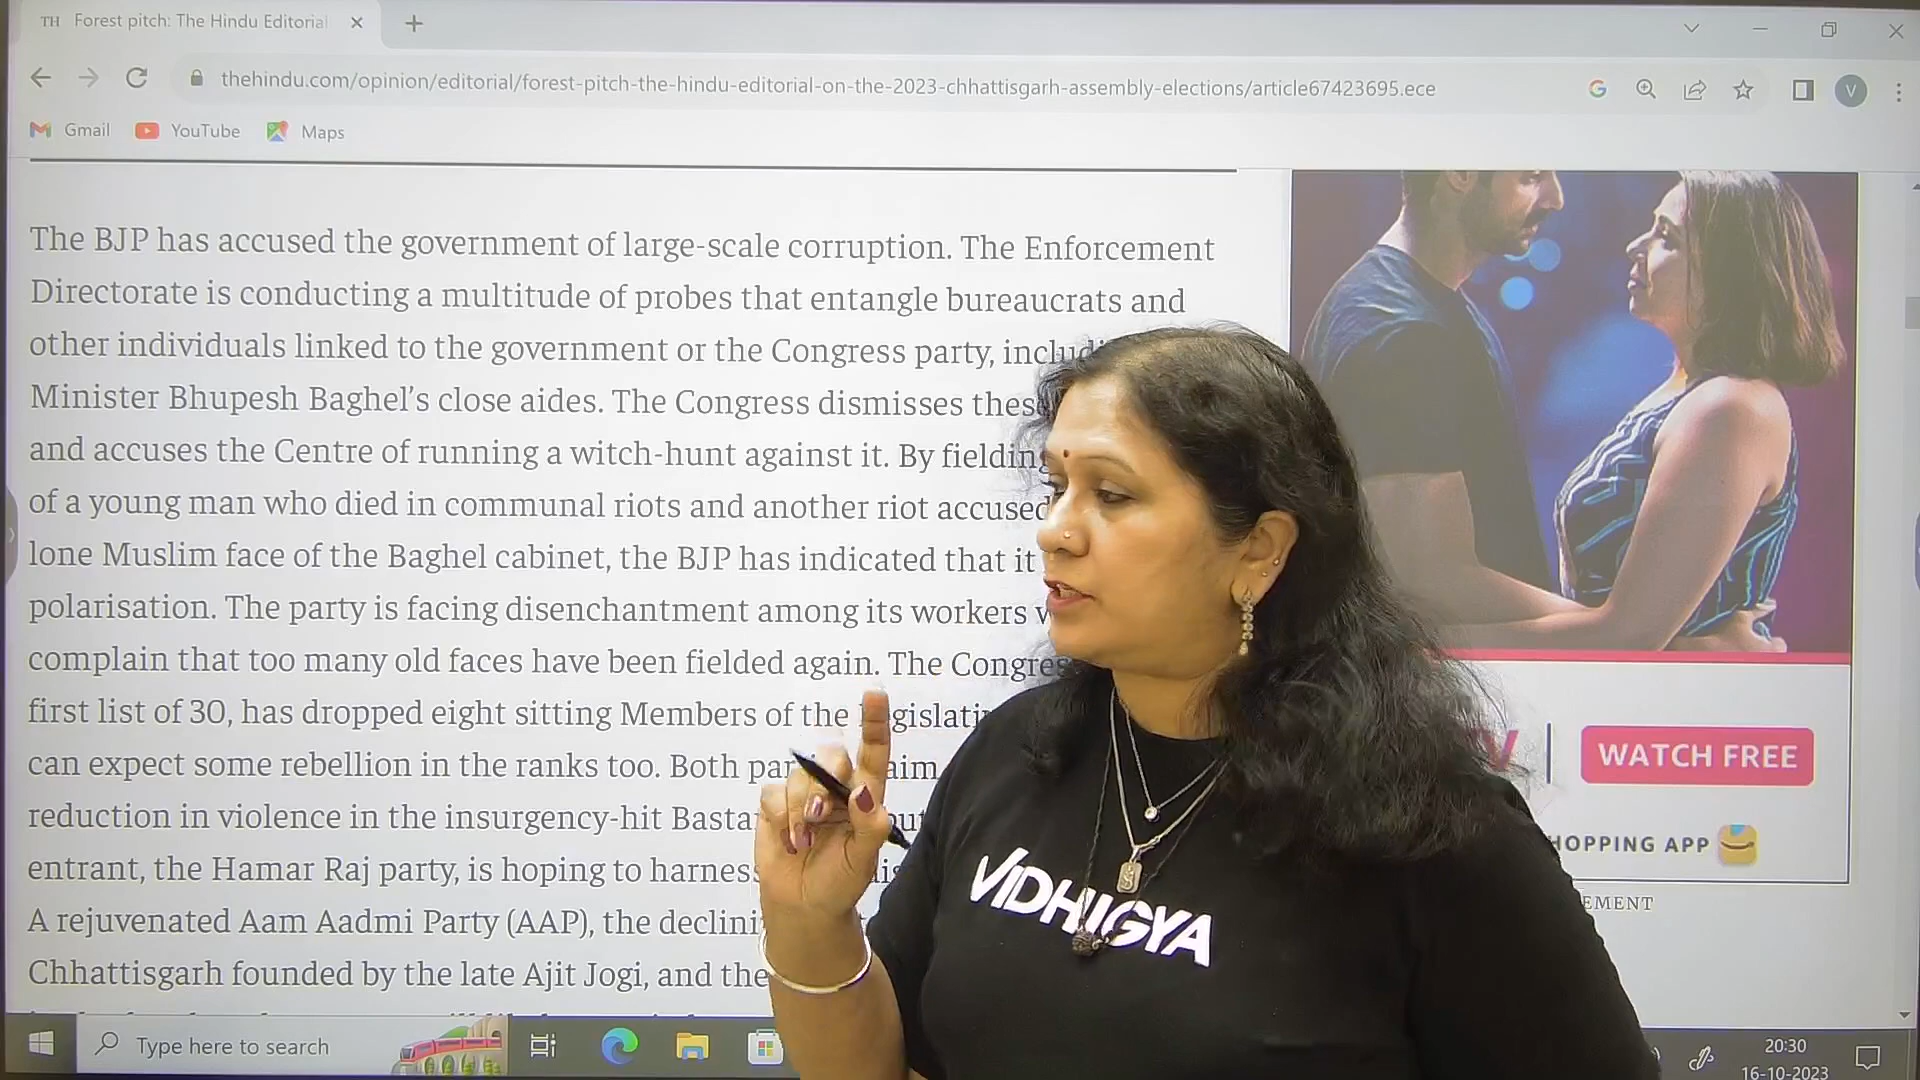 TH Forest pitch: The Hindu Editorial
thehindu.com/opinion/editorial/forest-pitch-the-hindu-editorial-on-the-2023-chhattisgarh-assembly-elections/article67423695.ece
V
Gmail YouTube Maps
The BJP has accused the government of large-scale corruption. The Enforcement
Directorate is conducting a multitude of probes that entangle bureaucrats and
other individuals linked to the government or the Congress party,
Minister Bhupesh Baghel's close aides. The Congress dismisses
and accuses the Centre of running a witch-hunt against it. By fielding
of a young man who died in communal riots and another riot accused
lone Muslim face of the Baghel cabinet, the BJP has indicated that it
polarisation. The party is facing disenchantment among its workers
complain that too many old faces have been fielded again. The
first list of 30, has dropped eight sitting Members of the
can expect some rebellion in the ranks too. Both
reduction in violence in the insurgency-hit
entrant, the Hamar Raj party, is hoping to harness
A rejuvenated Aam Aadmi Party (AAP), the
Chhattisgarh founded by the late Ajit Jogi, and the
WATCH FREE
APP
VIDHIGYA
Type here to search
20:30
16-10-2023